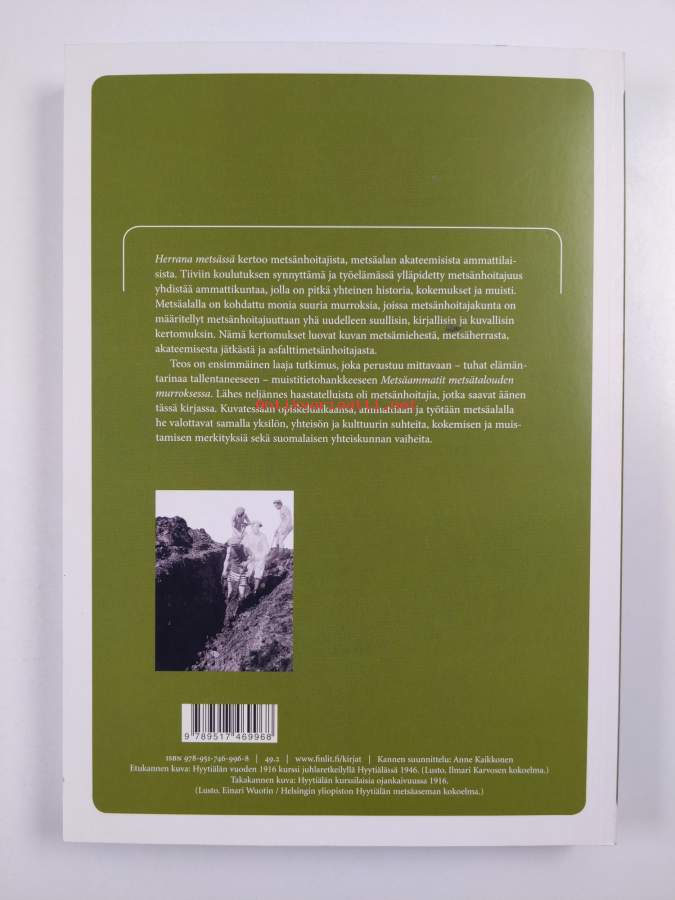 Herrana metsässä kertoo metsänhoitajista, metsäalan akateemisista ammattilai-
sista. Tiiviin koulutuksen synnyttämä ja työelämässä ylläpidetty metsänhoitajuus
yhdistää ammattikuntaa, jolla on pitkä yhteinen historia, kokemukset ja muisti.
Metsäalalla on kohdattu monia suuria murroksia, joissa metsänhoitajakunta on
määritellyt metsänhoitajuuttaan yhä uudelleen suullisin, kirjallisin ja kuvallisin
kertomuksin. Nämä kertomukset luovat kuvan metsämiehestä, metsäherrasta,
akateemisesta jätkästä ja asfalttimetsänhoitajasta.
Teos on ensimmäinen laaja tutkimus, joka perustuu mittavaan – tuhat elämän-
tarinaa tallentaneeseen – muistitietohankkeeseen Metsäammatit metsätalouden
murroksessa. Lähes neljännes haastatelluista oli metsänhoitajia, jotka saavat äänen
tässä kirjassa. Kuvatessaan opiskeluaikaansa, ammattiaan ja työtään metsäalalla
he valottavat samalla yksilön, yhteisön ja kulttuurin suhteita, kokemisen ja muis-
tamisen merkityksiä sekä suomalaisen yhteiskunnan vaiheita.
Antikvariaatti.net
9 789517 469968
ISBN 978-951-746-996-8 | 49.2 | www.finlit.fi/kirjat | Kannen suunnittelu: Anne Kaikkonen
Etukannen kuva: Hyytiälän vuoden 1916 kurssi juhlaretkeilyllä Hyytiälässä 1946. (Lusto, Ilmari Karvosen kokoelma.)
Takakannen kuva: Hyytiälän kurssilaisia ojankaivuussa 1916.
(Lusto, Einari Wuotin / Helsingin yliopiston Hyytiälän metsäaseman kokoelma.)